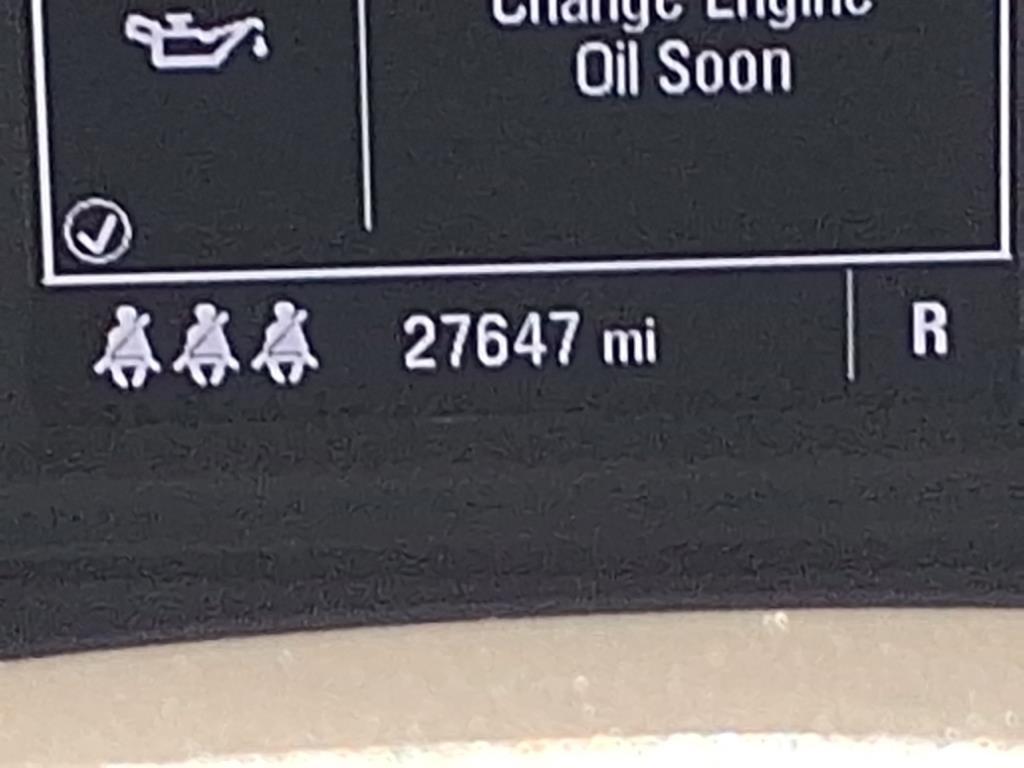 Change Engine
Oil Soon
27647 mi
R